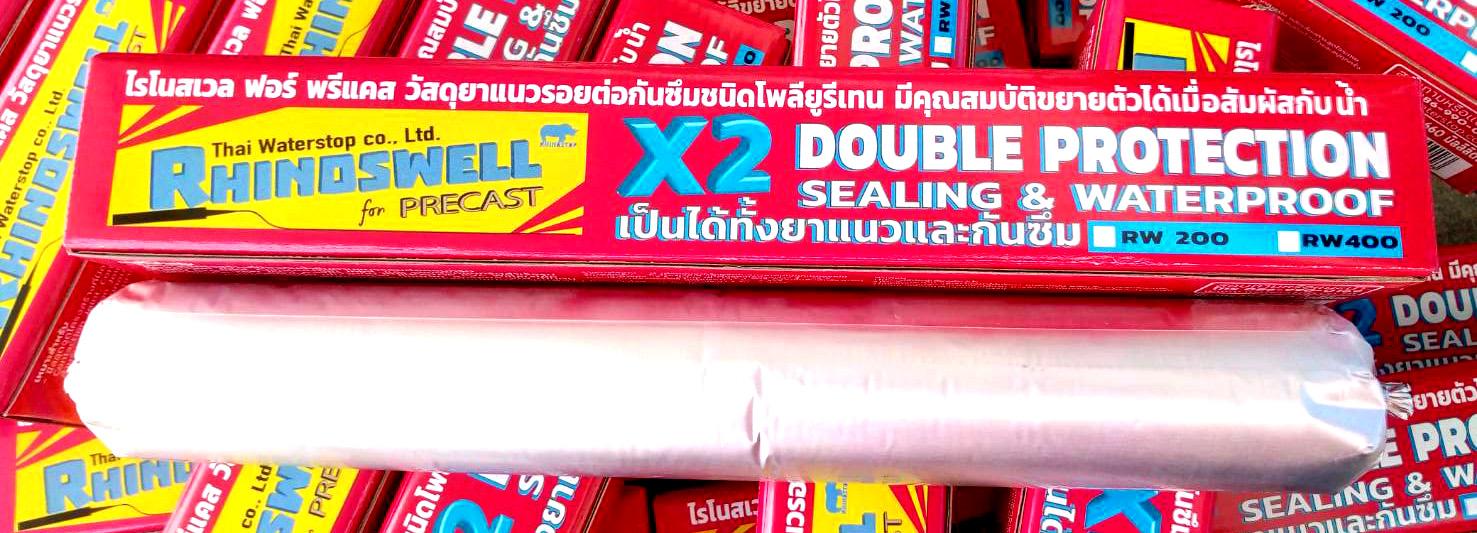 ไรโนสเวล ฟอร์ พรีแคส วัสดุยาแนวรอยต่อกันซึมชนิดโพลียูรีเทน มีคุณสมบัติขยายตัวได้เมื่อสัมผัสกับน้ำ
Thai Waterstop co., Ltd.
RHINOSWELL
for PRECAST
X2 DOUBLE PROTECTION
SEALING & WATERPROOF
เป็นได้ทั้งยาแนวและกันซึม RW 200 RW400